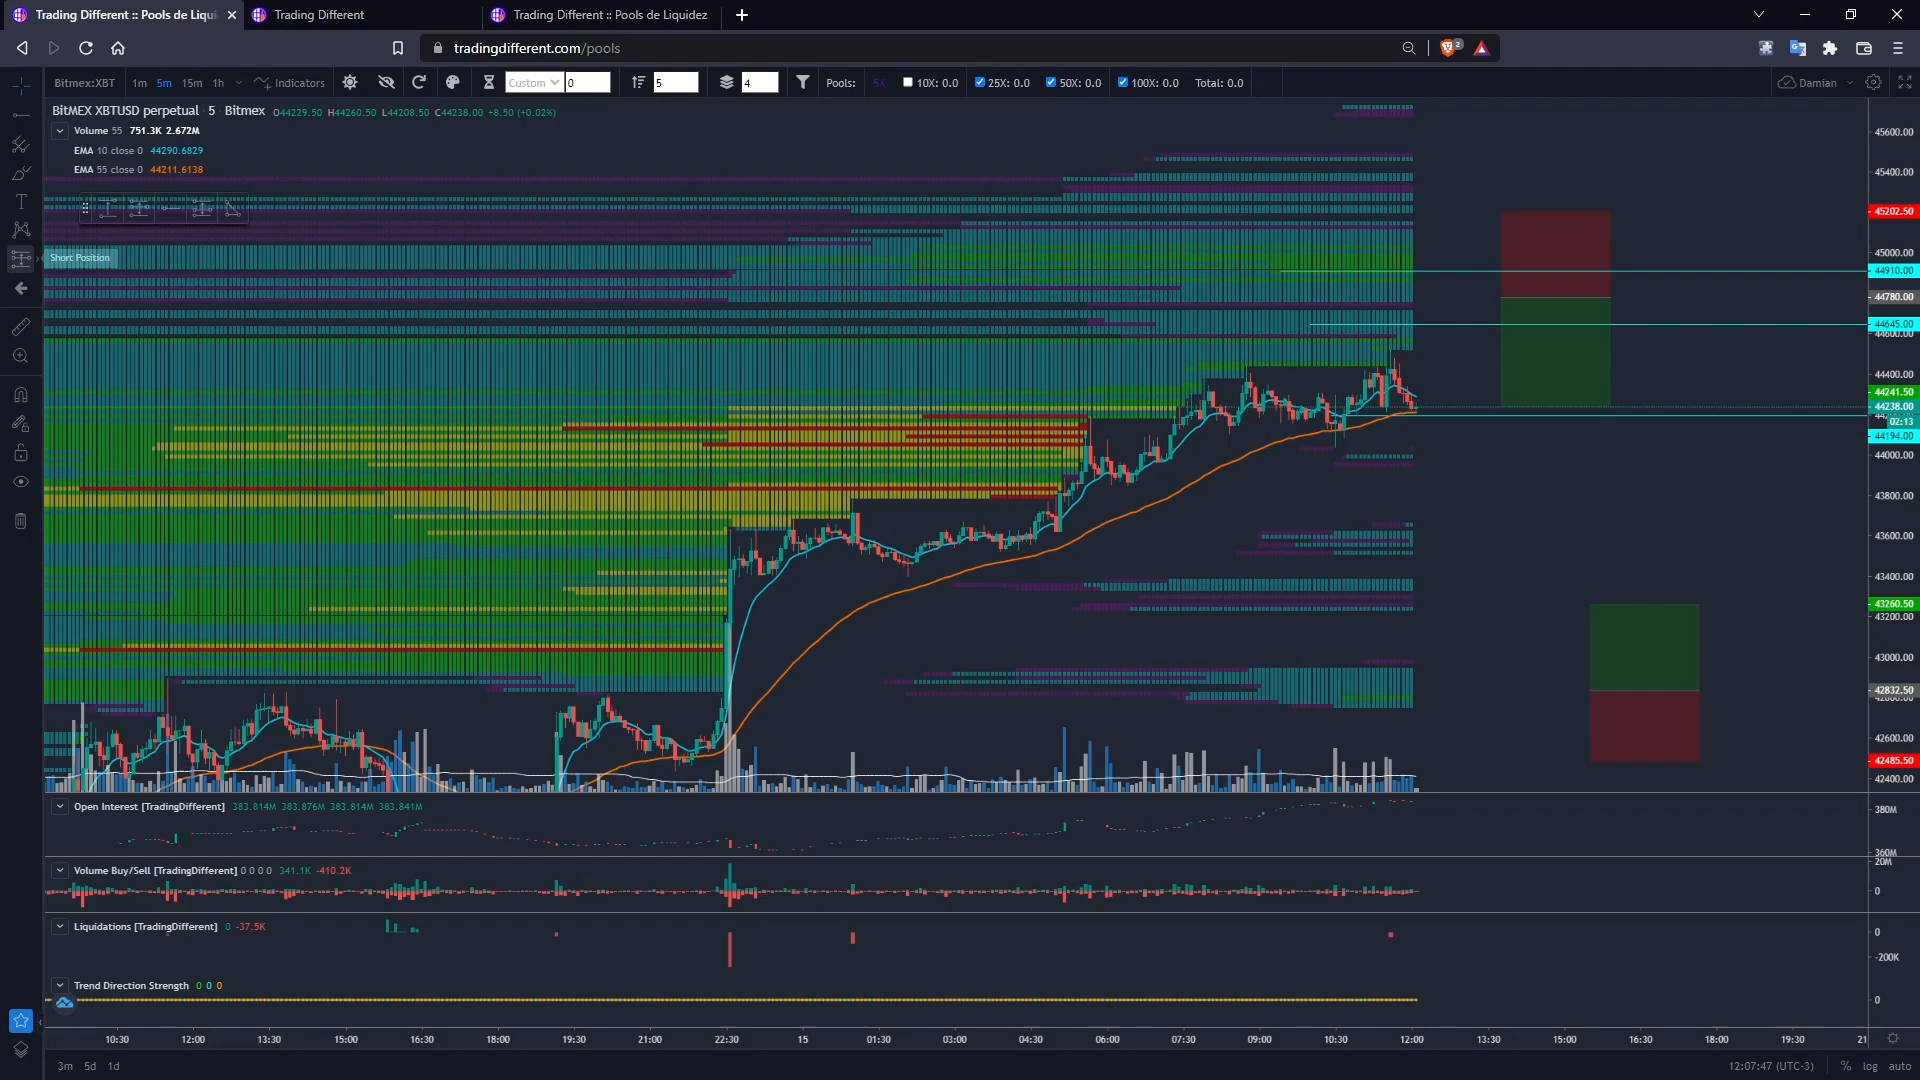 Trading Different :: Pools de Liqui
Trading Different
Trading Different :: Pools de Liquidez
tradingdifferent.com/pools
2
Bitmex:XBT
1m
5m
15m
1h
Indicators
Custom
0
5
4
Pools:
5X
10X: 0.0
25X: 0.0
50X: 0.0
100X: 0.0
Total: 0.0
Damian
BitMEX XBTUSD perpetual · 5 · Bitmex O44229.50 H44260.50 L44208.50 C44238.00 +8.50 (+0.02%)
Volume 55 751.3K 2.672M
EMA 10 close 0 44290.6829
EMA 55 close 0 44211.6138
Short Position
45600.00
45400.00
45202.50
45000.00
44910.00
44780.00
44645.00
44600.00
44400.00
44241.50
44238.00
02:13
44194.00
44000.00
43800.00
43600.00
43400.00
43260.50
43200.00
43000.00
42832.50
42600.00
42485.50
42400.00
Open Interest [TradingDifferent] 383.814M 383.876M 383.814M 383.841M
380M
360M
Volume Buy/Sell [TradingDifferent] 0 0 0 0 341.1K -410.2K
20M
0
Liquidations [TradingDifferent] 0 -37.5K
0
-200K
Trend Direction Strength 0 0 0
0
10:30 12:00 13:30 15:00 16:30 18:00 19:30 21:00 22:30 15 01:30 03:00 04:30 06:00 07:30 09:00 10:30 12:00 13:30 15:00 16:30 18:00 19:30 21
3m 5d 1d
12:07:47 (UTC-3)
% log auto